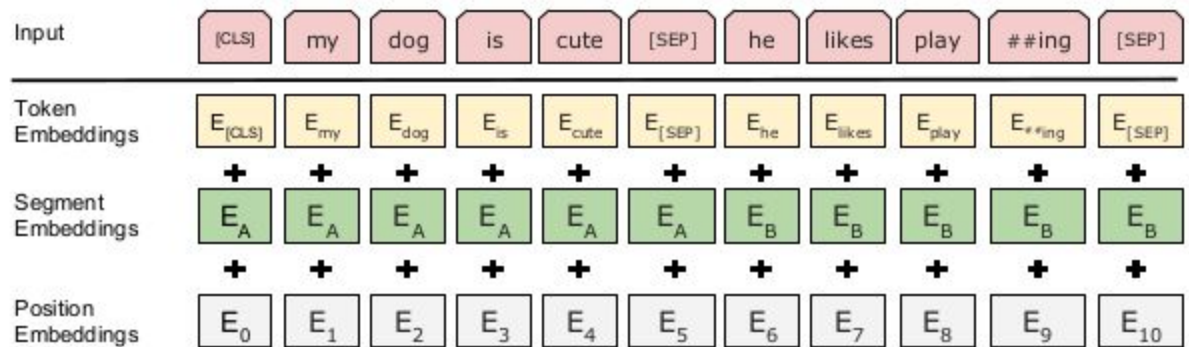 Input [CLS] my dog is cute [SEP] he likes play ##ing [SEP]
Token
Embeddings E[CLS] Emy Edog Eis Ecute E[SEP] Ehe Elikes Eplay E##ing E[SEP]
+ + + + + + + + + + +
Segment
Embeddings EA EA EA EA EA EA EB EB EB EB EB
+ + + + + + + + + + +
Position
Embeddings E0 E1 E2 E3 E4 E5 E6 E7 E8 E9 E10